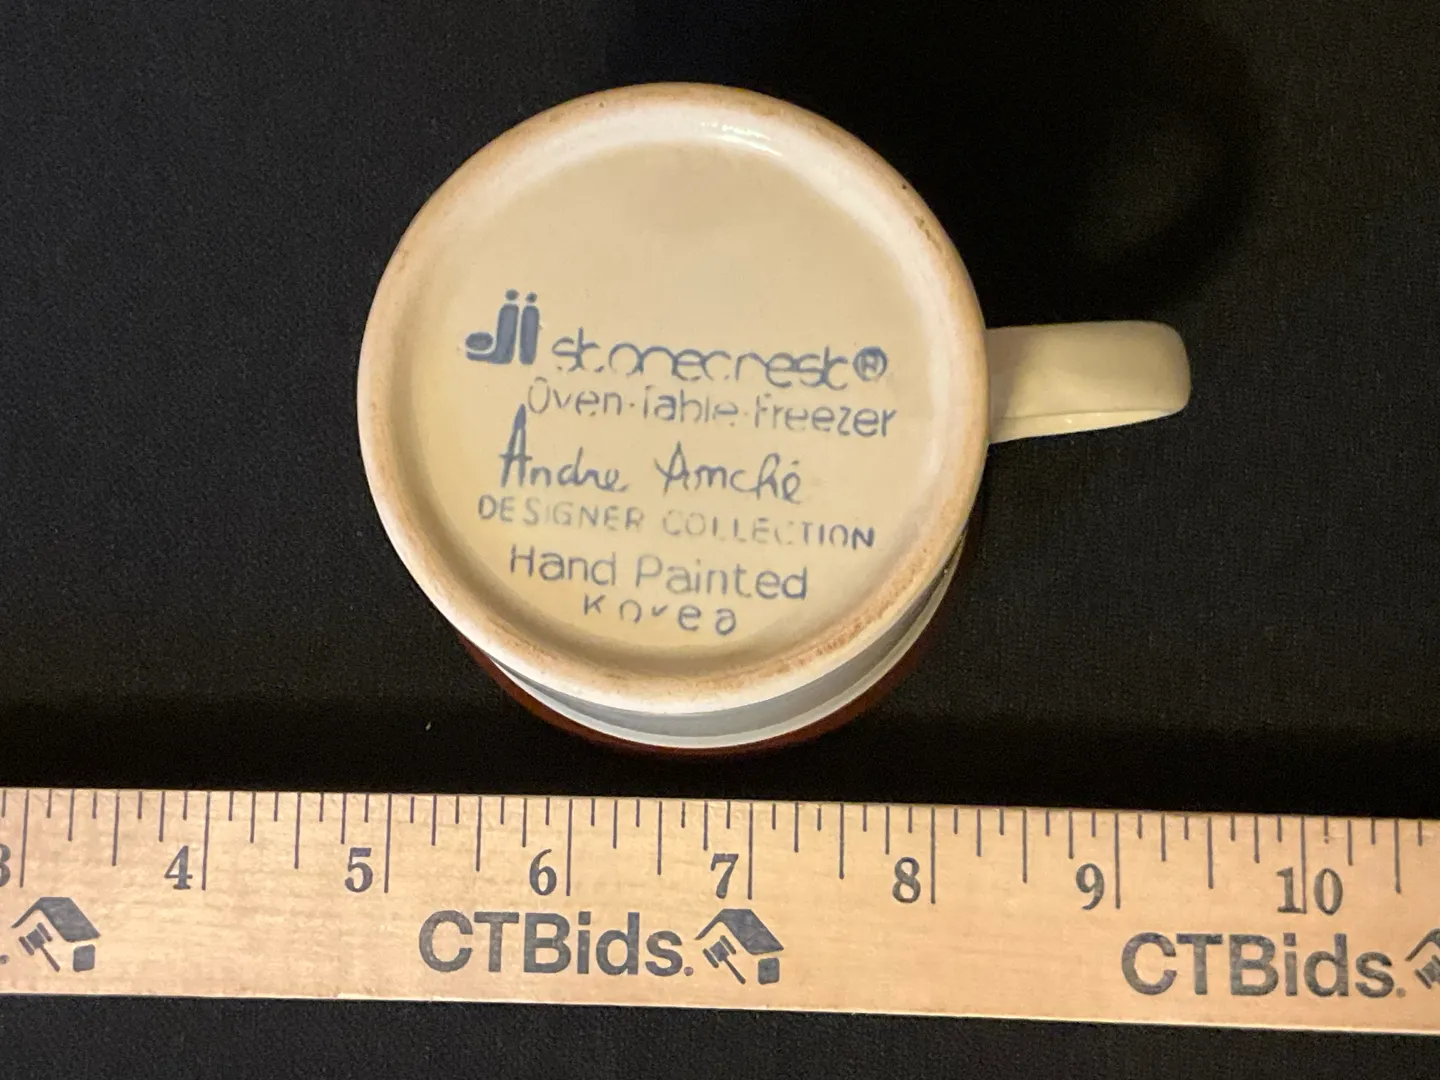 ji stonecrest®
Oven-Table-Freezer
Andre Amché
DESIGNER COLLECTION
Hand Painted
Korea
3 4 5 6 7 8 9 10
CTBids. CTBids.